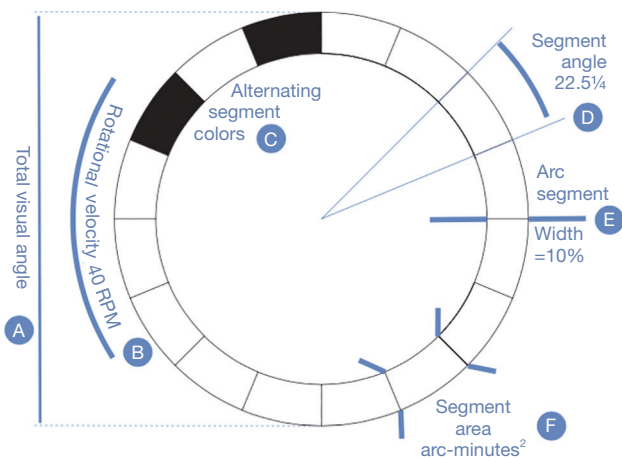 Total visual angle
A
Rotational velocity 40 RPM
B
Alternating
segment
colors
C
Segment
angle
22.5¼
D
Arc
segment
E
Width
=10%
Segment
area
arc-minutes²
F